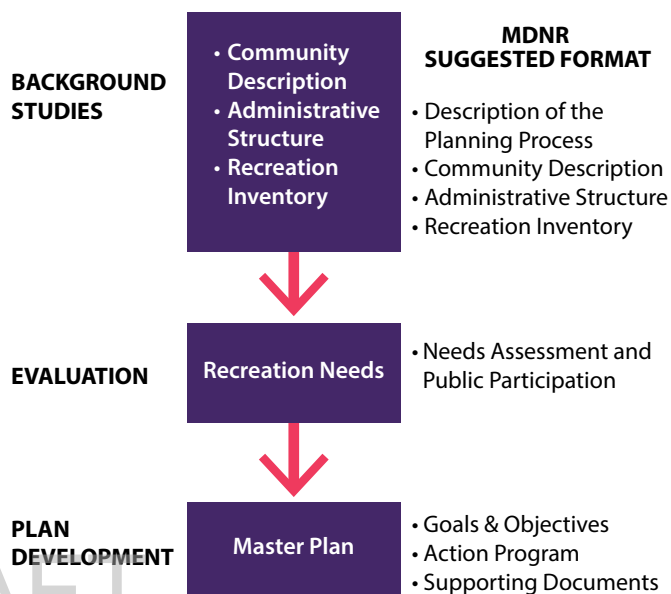 BACKGROUND
STUDIES
• Community
Description
• Administrative
Structure
• Recreation
Inventory
MDNR
SUGGESTED FORMAT
• Description of the
Planning Process
• Community Description
• Administrative Structure
• Recreation Inventory
EVALUATION
Recreation Needs
• Needs Assessment and
Public Participation
PLAN
DEVELOPMENT
Master Plan
• Goals & Objectives
• Action Program
• Supporting Documents